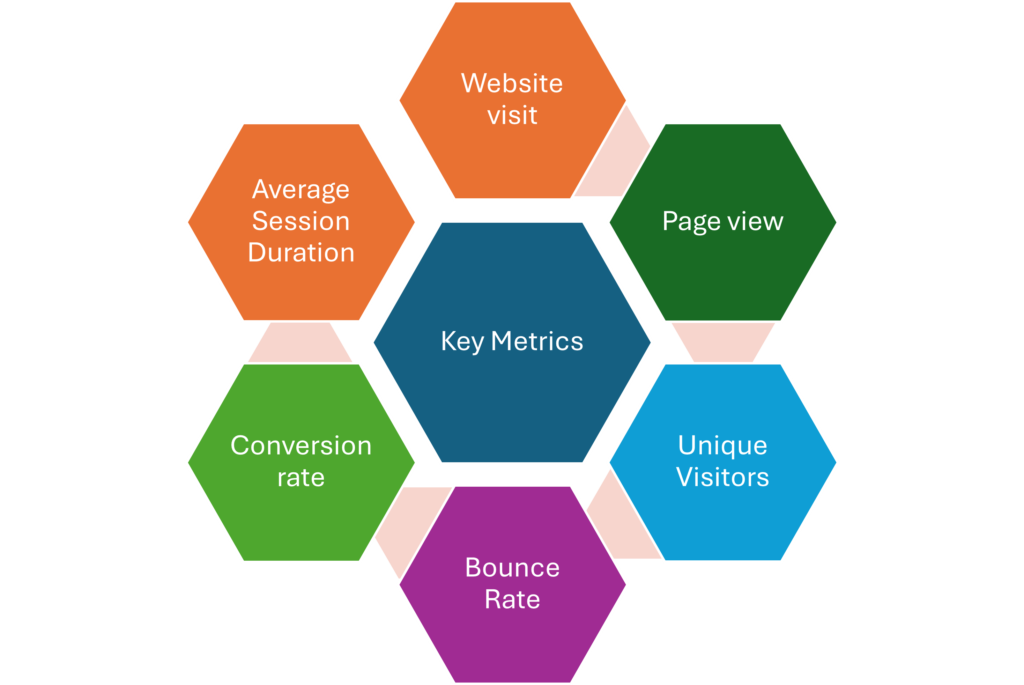 Website
visit
Page view
Unique
Visitors
Bounce
Rate
Conversion
rate
Average
Session
Duration
Key Metrics